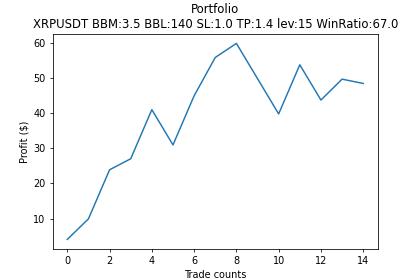 Portfolio
XRPUSDT BBM:3.5 BBL:140 SL:1.0 TP:1.4 lev:15 WinRatio:67.0
60
50
40
30
20
10
Profit ($)
0 2 4 6 8 10 12 14
Trade counts